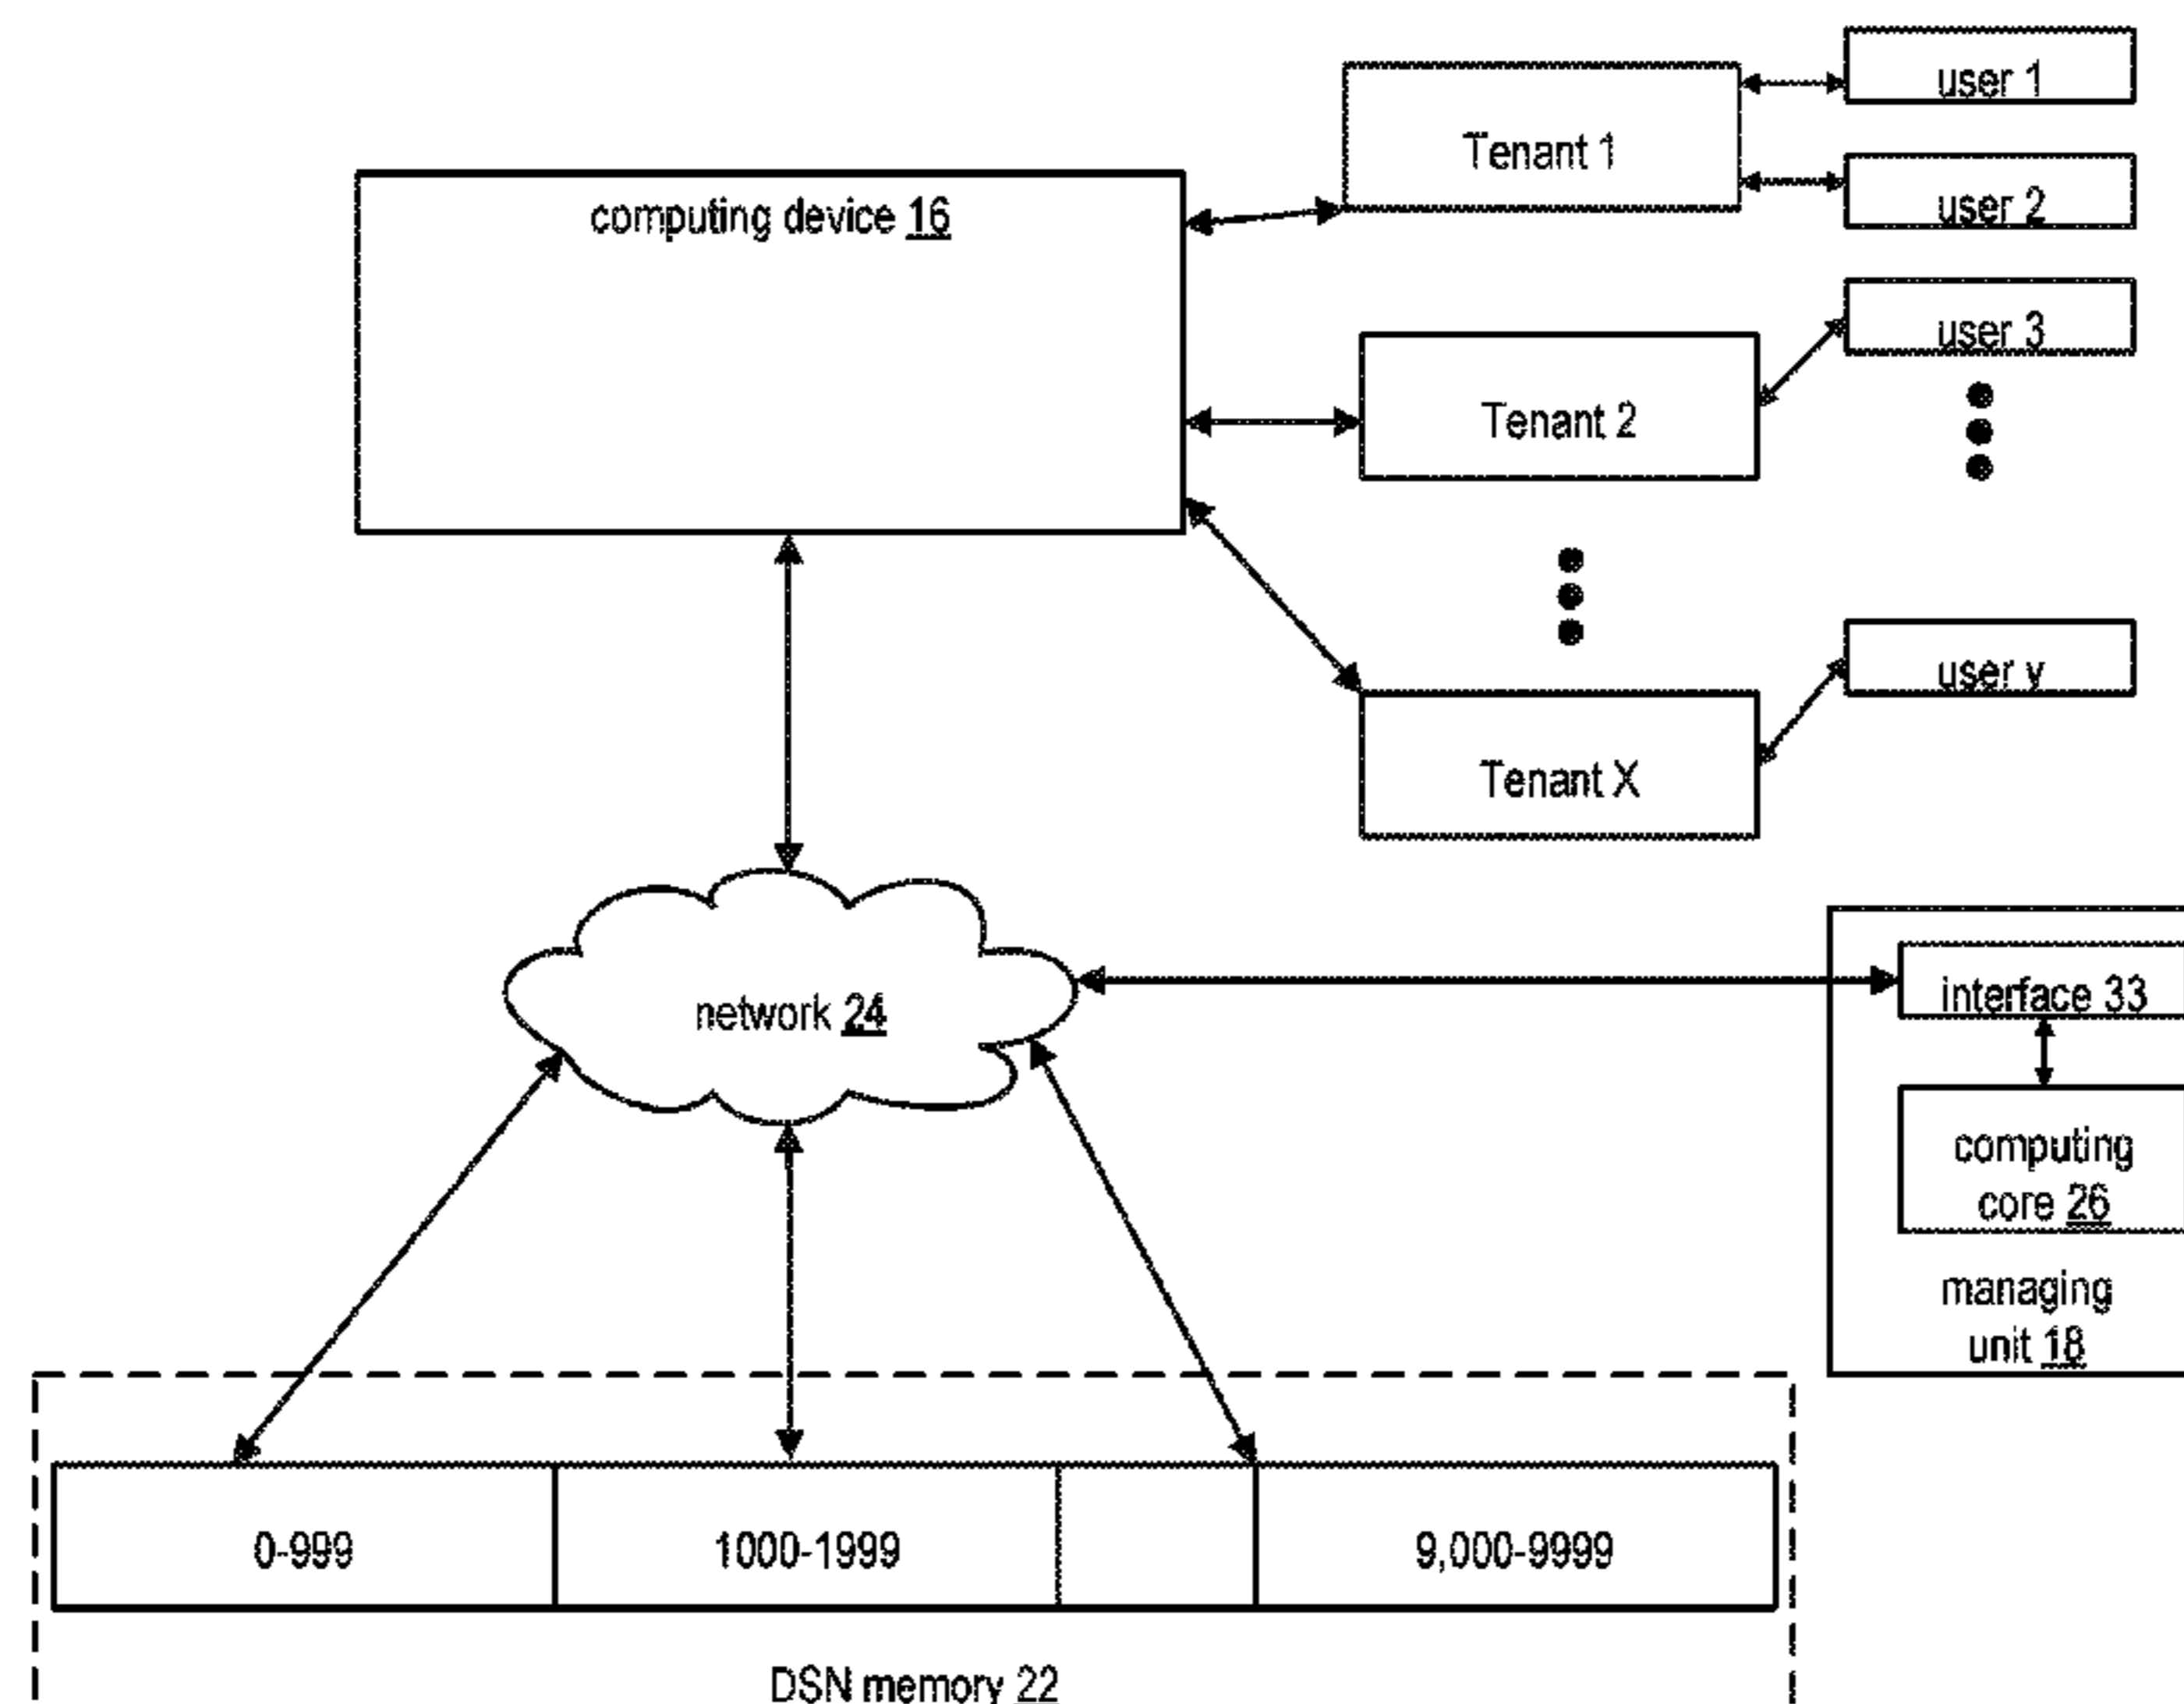 user 1
Tenant 1
user 2
computing device 16
user 3
Tenant 2
user y
Tenant X
network 24
interface 33
computing
core 26
managing
unit 18
0-999
1000-1999
9,000-9999
DSN memory 22